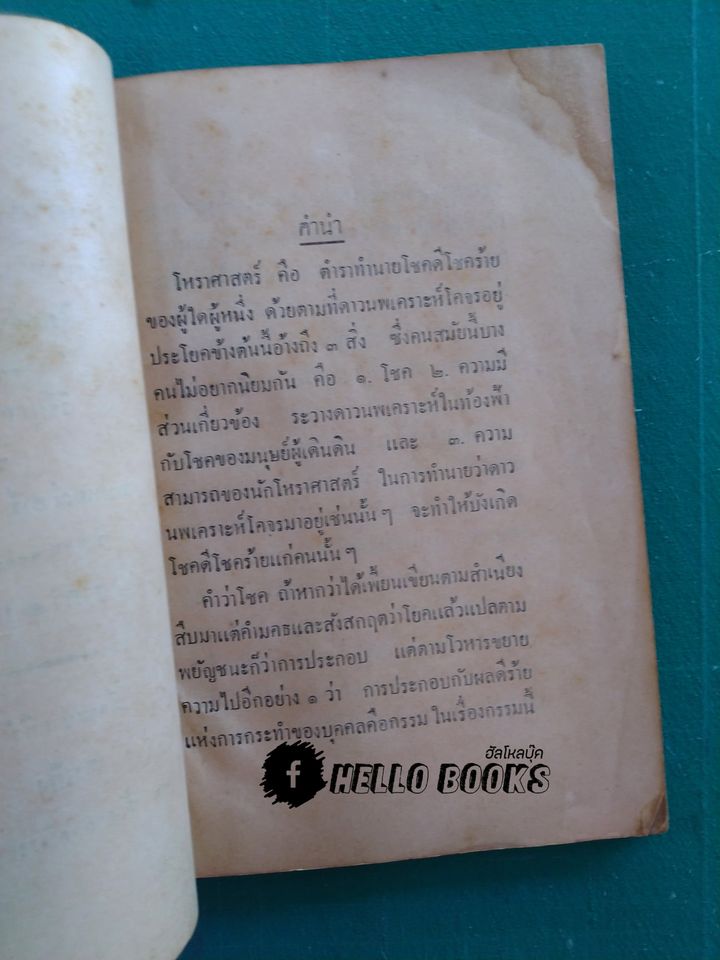 คำนำ
โหราศาสตร์ คือ ตำราทำนายโชคดีโชคร้าย
ของผู้ใดผู้หนึ่ง ด้วยตามที่ดาวนพเคราะห์โคจรอยู่
ประโยคข้างต้นนี้อ้างถึง ๓ สิ่ง ซึ่งคนสมัยนี้บาง
คนไม่อยากนิยมกัน คือ ๑. โชค ๒. ความมี
ส่วนเกี่ยวข้อง ระวางดาวนพเคราะห์ในท้องฟ้า
กับโชคของมนุษย์ผู้เดินดิน และ ๓. ความ
สามารถของนักโหราศาสตร์ ในการทำนายว่าดาว
นพเคราะห์โคจรมาอยู่เช่นนั้น ๆ จะทำให้บังเกิด
โชคดีโชคร้ายแก่คนนั้น ๆ
คำว่าโชค ถ้าหากว่าได้เพี้ยนเขียนตามสำเนียง
สืบมาแต่คำมคธและสังสกฤตว่าโยคแล้วแปลตาม
พยัญชนะก็ว่าการประกอบ แต่ตามโวหารขยาย
ความไปอีกอย่าง ๑ ว่า การประกอบกับผลดีร้าย
แห่งการกระทำของบุคคลคือกรรม ในเรื่องกรรมนี้
ฮัลโหลบุ๊ค
f HELLO BOOKS